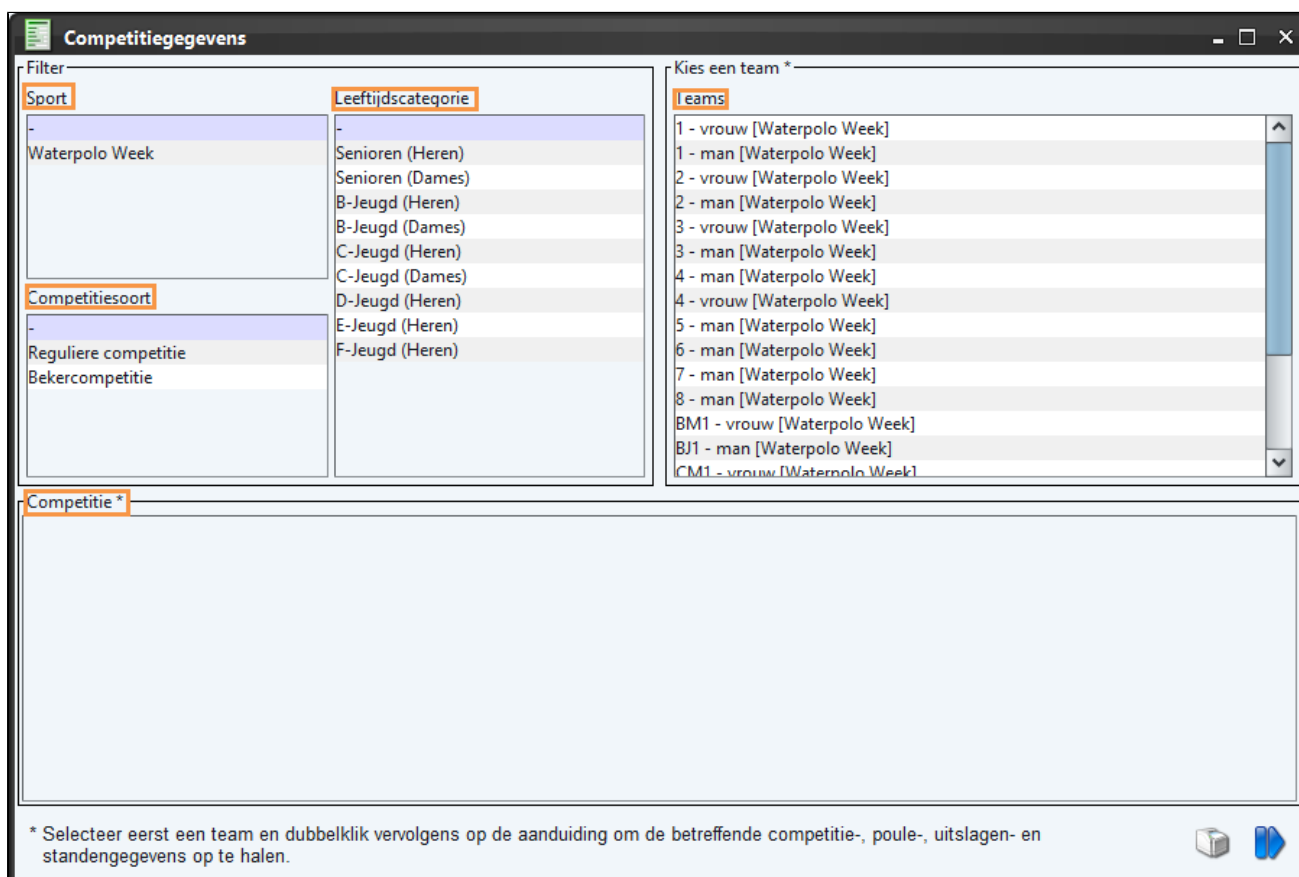 Competitiegegevens
Filter
Sport
-
Waterpolo Week
Competitiesoort
-
Reguliere competitie
Bekercompetitie
Leeftijdscategorie
-
Senioren (Heren)
Senioren (Dames)
B-Jeugd (Heren)
B-Jeugd (Dames)
C-Jeugd (Heren)
C-Jeugd (Dames)
D-Jeugd (Heren)
E-Jeugd (Heren)
F-Jeugd (Heren)
Kies een team *
Teams
1 - vrouw [Waterpolo Week]
1 - man [Waterpolo Week]
2 - vrouw [Waterpolo Week]
2 - man [Waterpolo Week]
3 - vrouw [Waterpolo Week]
3 - man [Waterpolo Week]
4 - man [Waterpolo Week]
4 - vrouw [Waterpolo Week]
5 - man [Waterpolo Week]
6 - man [Waterpolo Week]
7 - man [Waterpolo Week]
8 - man [Waterpolo Week]
BM1 - vrouw [Waterpolo Week]
BJ1 - man [Waterpolo Week]
CM1 - vrouw [Waterpolo Week]
Competitie *
* Selecteer eerst een team en dubbelklik vervolgens op de aanduiding om de betreffende competitie-, poule-, uitslagen- en
standengegevens op te halen.